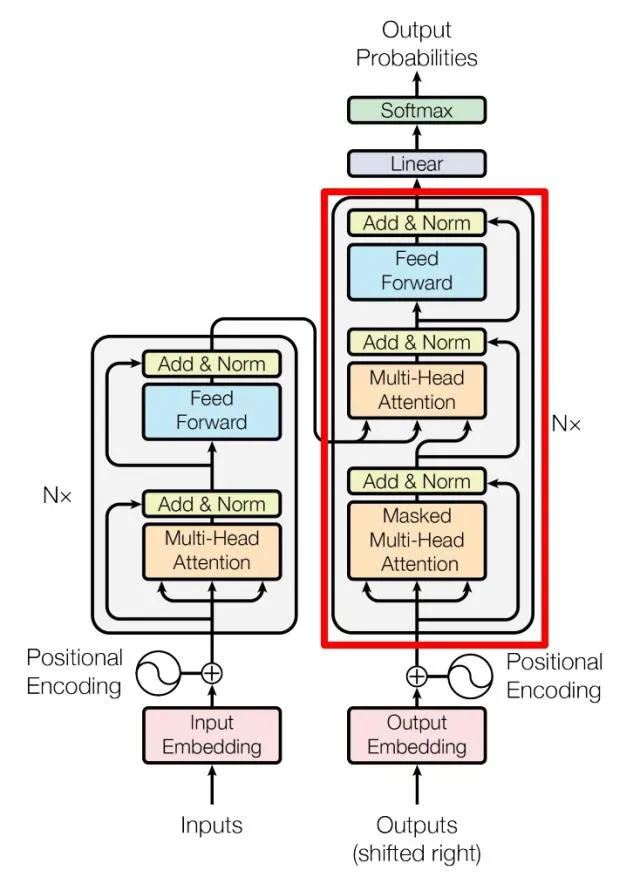 Output
Probabilities
Softmax
Linear
Add & Norm
Feed
Forward
Add & Norm
Multi-Head
Attention
Nx
Add & Norm
Masked
Multi-Head
Attention
Add & Norm
Feed
Forward
Nx
Add & Norm
Multi-Head
Attention
Positional
Encoding
Positional
Encoding
Input
Embedding
Output
Embedding
Inputs
Outputs
(shifted right)